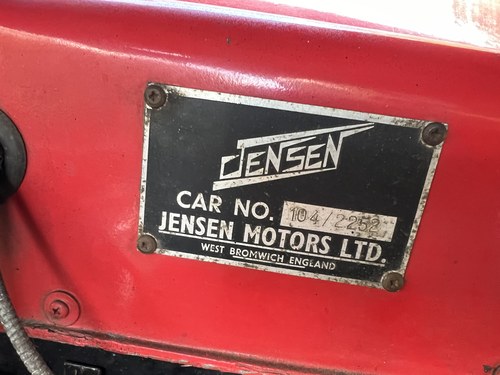 JENSEN
CAR NO. 104/2252
JENSEN MOTORS LTD.
WEST BROMWICH ENGLAND